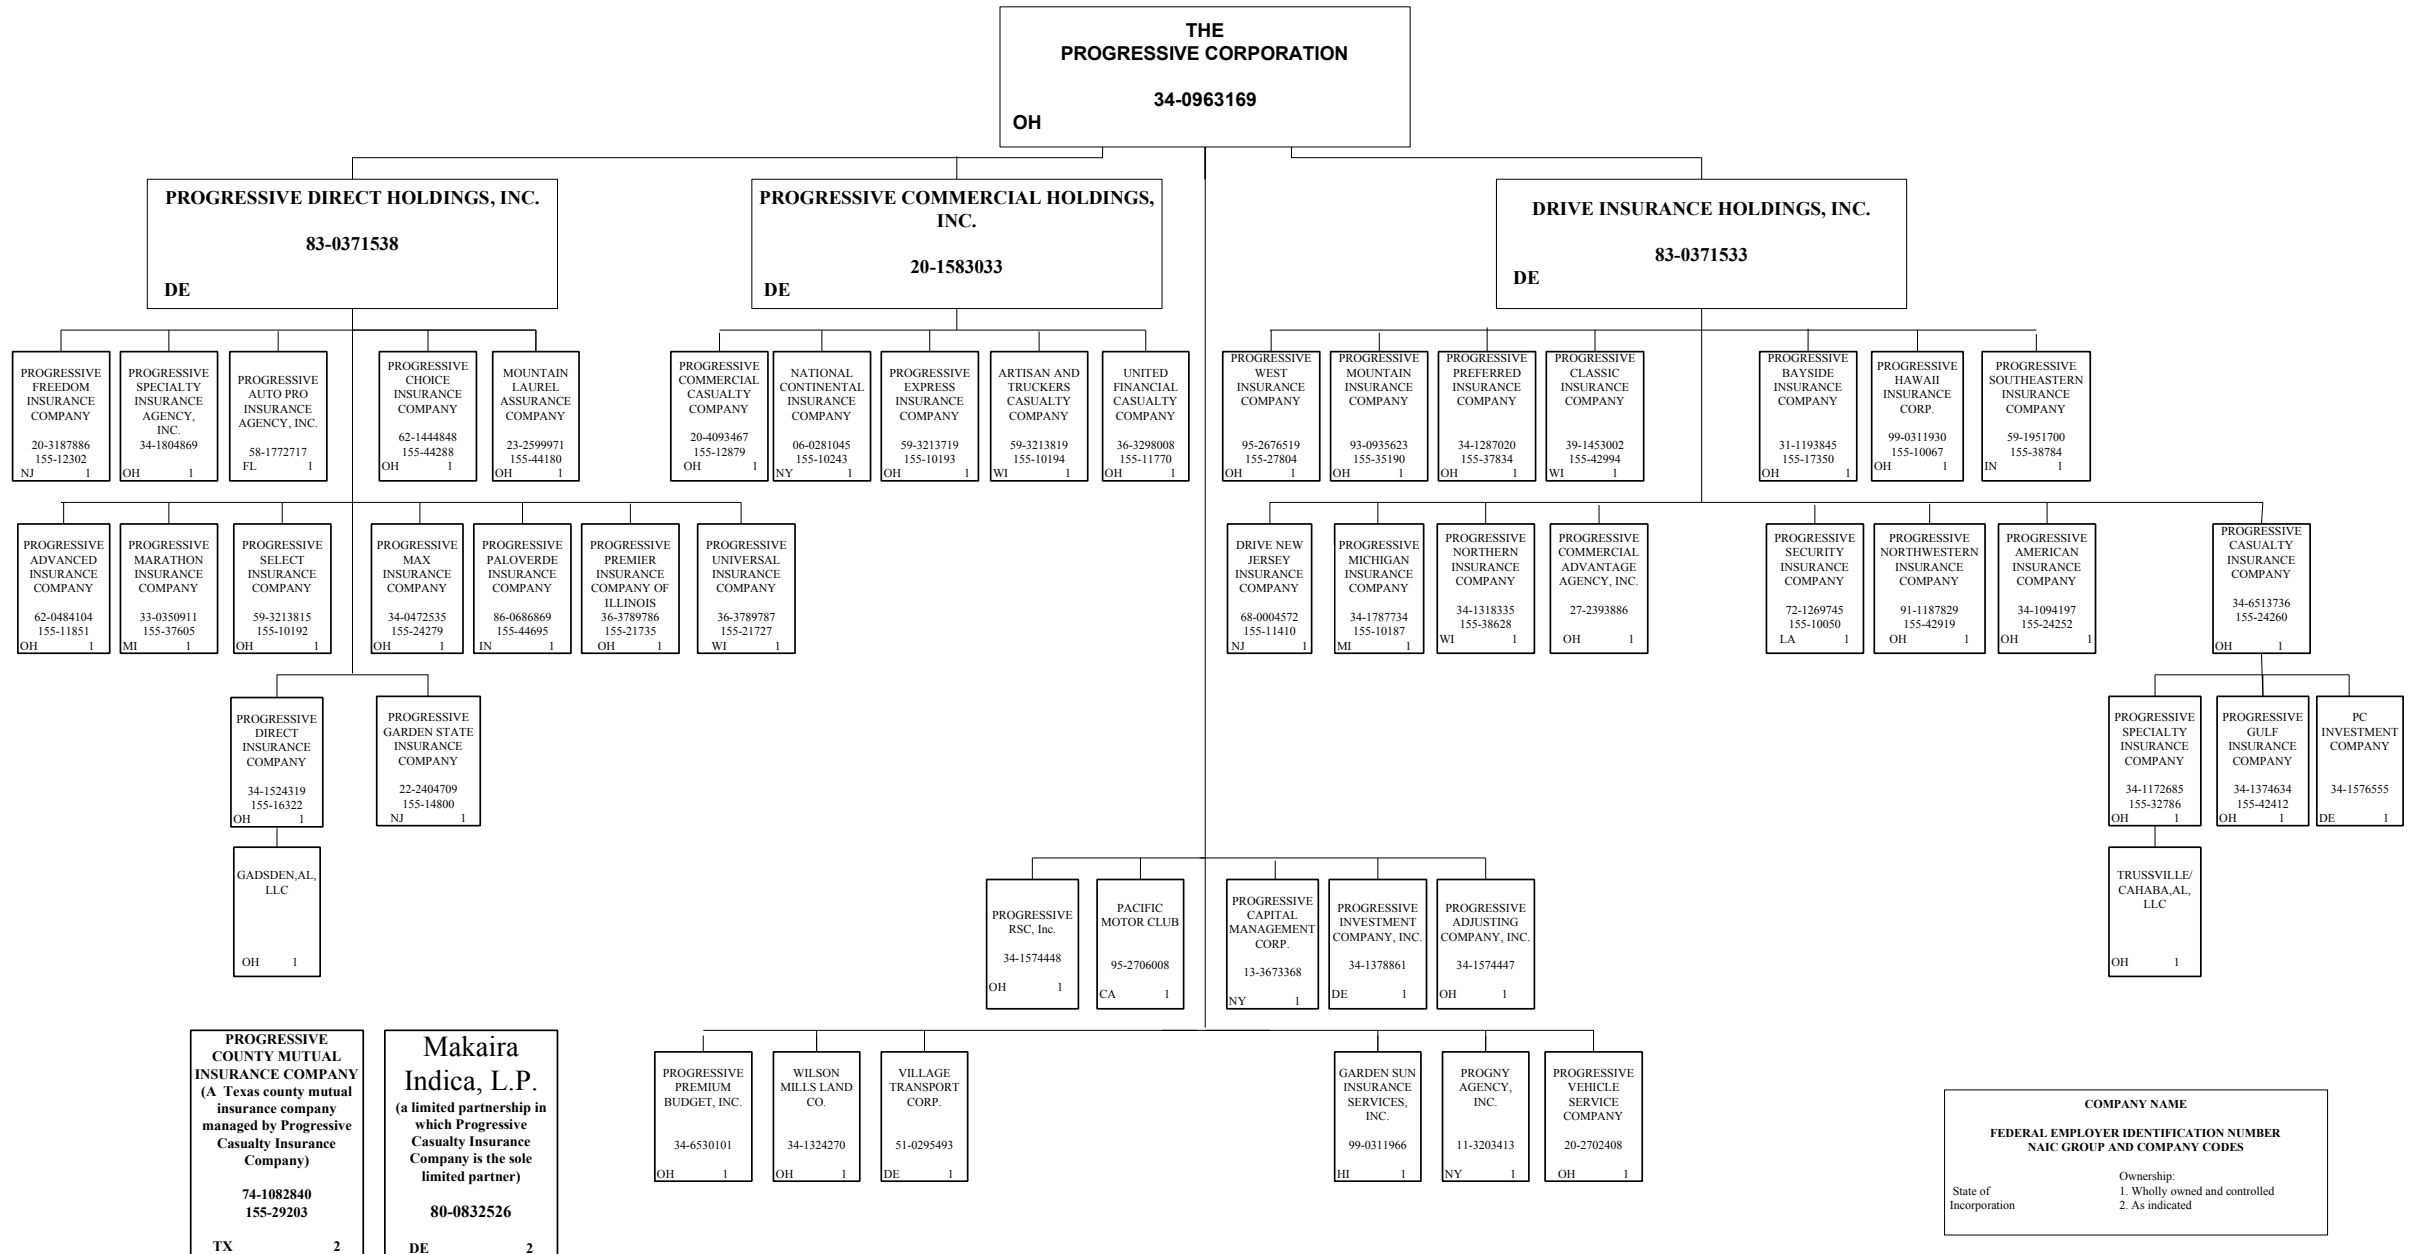 THE
PROGRESSIVE CORPORATION
34-0963169
OH
PROGRESSIVE DIRECT HOLDINGS, INC.
83-0371538
DE
PROGRESSIVE COMMERCIAL HOLDINGS,
INC.
20-1583033
DE
DRIVE INSURANCE HOLDINGS, INC.
83-0371533
DE
PROGRESSIVE
FREEDOM
INSURANCE
COMPANY
20-3187886
155-12302
NJ 1
PROGRESSIVE
SPECIALTY
INSURANCE
AGENCY,
INC.
34-1804869
OH 1
PROGRESSIVE
AUTO PRO
INSURANCE
AGENCY, INC.
58-1772717
FL 1
PROGRESSIVE
CHOICE
INSURANCE
COMPANY
62-1444848
155-44288
OH 1
MOUNTAIN
LAUREL
ASSURANCE
COMPANY
23-2599971
155-44180
OH 1
PROGRESSIVE
COMMERCIAL
CASUALTY
COMPANY
20-4093467
155-12879
OH 1
NATIONAL
CONTINENTAL
INSURANCE
COMPANY
06-0281045
155-10243
NY 1
PROGRESSIVE
EXPRESS
INSURANCE
COMPANY
59-3213719
155-10193
OH 1
ARTISAN AND
TRUCKERS
CASUALTY
COMPANY
59-3213819
155-10194
WI 1
UNITED
FINANCIAL
CASUALTY
COMPANY
36-3298008
155-11770
OH 1
PROGRESSIVE
WEST
INSURANCE
COMPANY
95-2676519
155-27804
OH 1
PROGRESSIVE
MOUNTAIN
INSURANCE
COMPANY
93-0935623
155-35190
OH 1
PROGRESSIVE
PREFERRED
INSURANCE
COMPANY
34-1287020
155-37834
OH 1
PROGRESSIVE
CLASSIC
INSURANCE
COMPANY
39-1453002
155-42994
WI 1
PROGRESSIVE
BAYSIDE
INSURANCE
COMPANY
31-1193845
155-17350
OH 1
PROGRESSIVE
HAWAII
INSURANCE
CORP.
99-0311930
155-10067
OH 1
PROGRESSIVE
SOUTHEASTERN
INSURANCE
COMPANY
59-1951700
155-38784
IN 1
PROGRESSIVE
ADVANCED
INSURANCE
COMPANY
62-0484104
155-11851
OH 1
PROGRESSIVE
MARATHON
INSURANCE
COMPANY
33-0350911
155-37605
MI 1
PROGRESSIVE
SELECT
INSURANCE
COMPANY
59-3213815
155-10192
OH 1
PROGRESSIVE
MAX
INSURANCE
COMPANY
34-0472535
155-24279
OH 1
PROGRESSIVE
PALOVERDE
INSURANCE
COMPANY
86-0686869
155-44695
IN 1
PROGRESSIVE
PREMIER
INSURANCE
COMPANY OF
ILLINOIS
36-3789786
155-21735
OH 1
PROGRESSIVE
UNIVERSAL
INSURANCE
COMPANY
36-3789787
155-21727
WI 1
DRIVE NEW
JERSEY
INSURANCE
COMPANY
68-0004572
155-11410
NJ 1
PROGRESSIVE
MICHIGAN
INSURANCE
COMPANY
34-1787734
155-10187
MI 1
PROGRESSIVE
NORTHERN
INSURANCE
COMPANY
34-1318335
155-38628
WI 1
PROGRESSIVE
COMMERCIAL
ADVANTAGE
AGENCY, INC.
27-2393886
OH 1
PROGRESSIVE
SECURITY
INSURANCE
COMPANY
72-1269745
155-10050
LA 1
PROGRESSIVE
NORTHWESTERN
INSURANCE
COMPANY
91-1187829
155-42919
OH 1
PROGRESSIVE
AMERICAN
INSURANCE
COMPANY
34-1094197
155-24252
OH 1
PROGRESSIVE
CASUALTY
INSURANCE
COMPANY
34-6513736
155-24260
OH 1
PROGRESSIVE
DIRECT
INSURANCE
COMPANY
34-1524319
155-16322
OH 1
PROGRESSIVE
GARDEN STATE
INSURANCE
COMPANY
22-2404709
155-14800
NJ 1
PROGRESSIVE
SPECIALTY
INSURANCE
COMPANY
34-1172685
155-32786
OH 1
PROGRESSIVE
GULF
INSURANCE
COMPANY
34-1374634
155-42412
OH 1
PC
INVESTMENT
COMPANY
34-1576555
DE 1
GADSDEN,AL,
LLC
OH 1
PROGRESSIVE
RSC, Inc.
34-1574448
OH 1
PACIFIC
MOTOR CLUB
95-2706008
CA 1
PROGRESSIVE
CAPITAL
MANAGEMENT
CORP.
13-3673368
NY 1
PROGRESSIVE
INVESTMENT
COMPANY, INC.
34-1378861
DE 1
PROGRESSIVE
ADJUSTING
COMPANY, INC.
34-1574447
OH 1
TRUSSVILLE/
CAHABA,AL,
LLC
OH 1
PROGRESSIVE
COUNTY MUTUAL
INSURANCE COMPANY
(A Texas county mutual
insurance company
managed by Progressive
Casualty Insurance
Company)
74-1082840
155-29203
TX 2
Makaira
Indica, L.P.
(a limited partnership in
which Progressive
Casualty Insurance
Company is the sole
limited partner)
80-0832526
DE 2
PROGRESSIVE
PREMIUM
BUDGET, INC.
34-6530101
OH 1
WILSON
MILLS LAND
CO.
34-1324270
OH 1
VILLAGE
TRANSPORT
CORP.
51-0295493
DE 1
GARDEN SUN
INSURANCE
SERVICES,
INC.
99-0311966
HI 1
PROGNY
AGENCY,
INC.
11-3203413
NY 1
PROGRESSIVE
VEHICLE
SERVICE
COMPANY
20-2702408
OH 1
COMPANY NAME
FEDERAL EMPLOYER IDENTIFICATION NUMBER
NAIC GROUP AND COMPANY CODES
Ownership:
State of 1. Wholly owned and controlled
Incorporation 2. As indicated